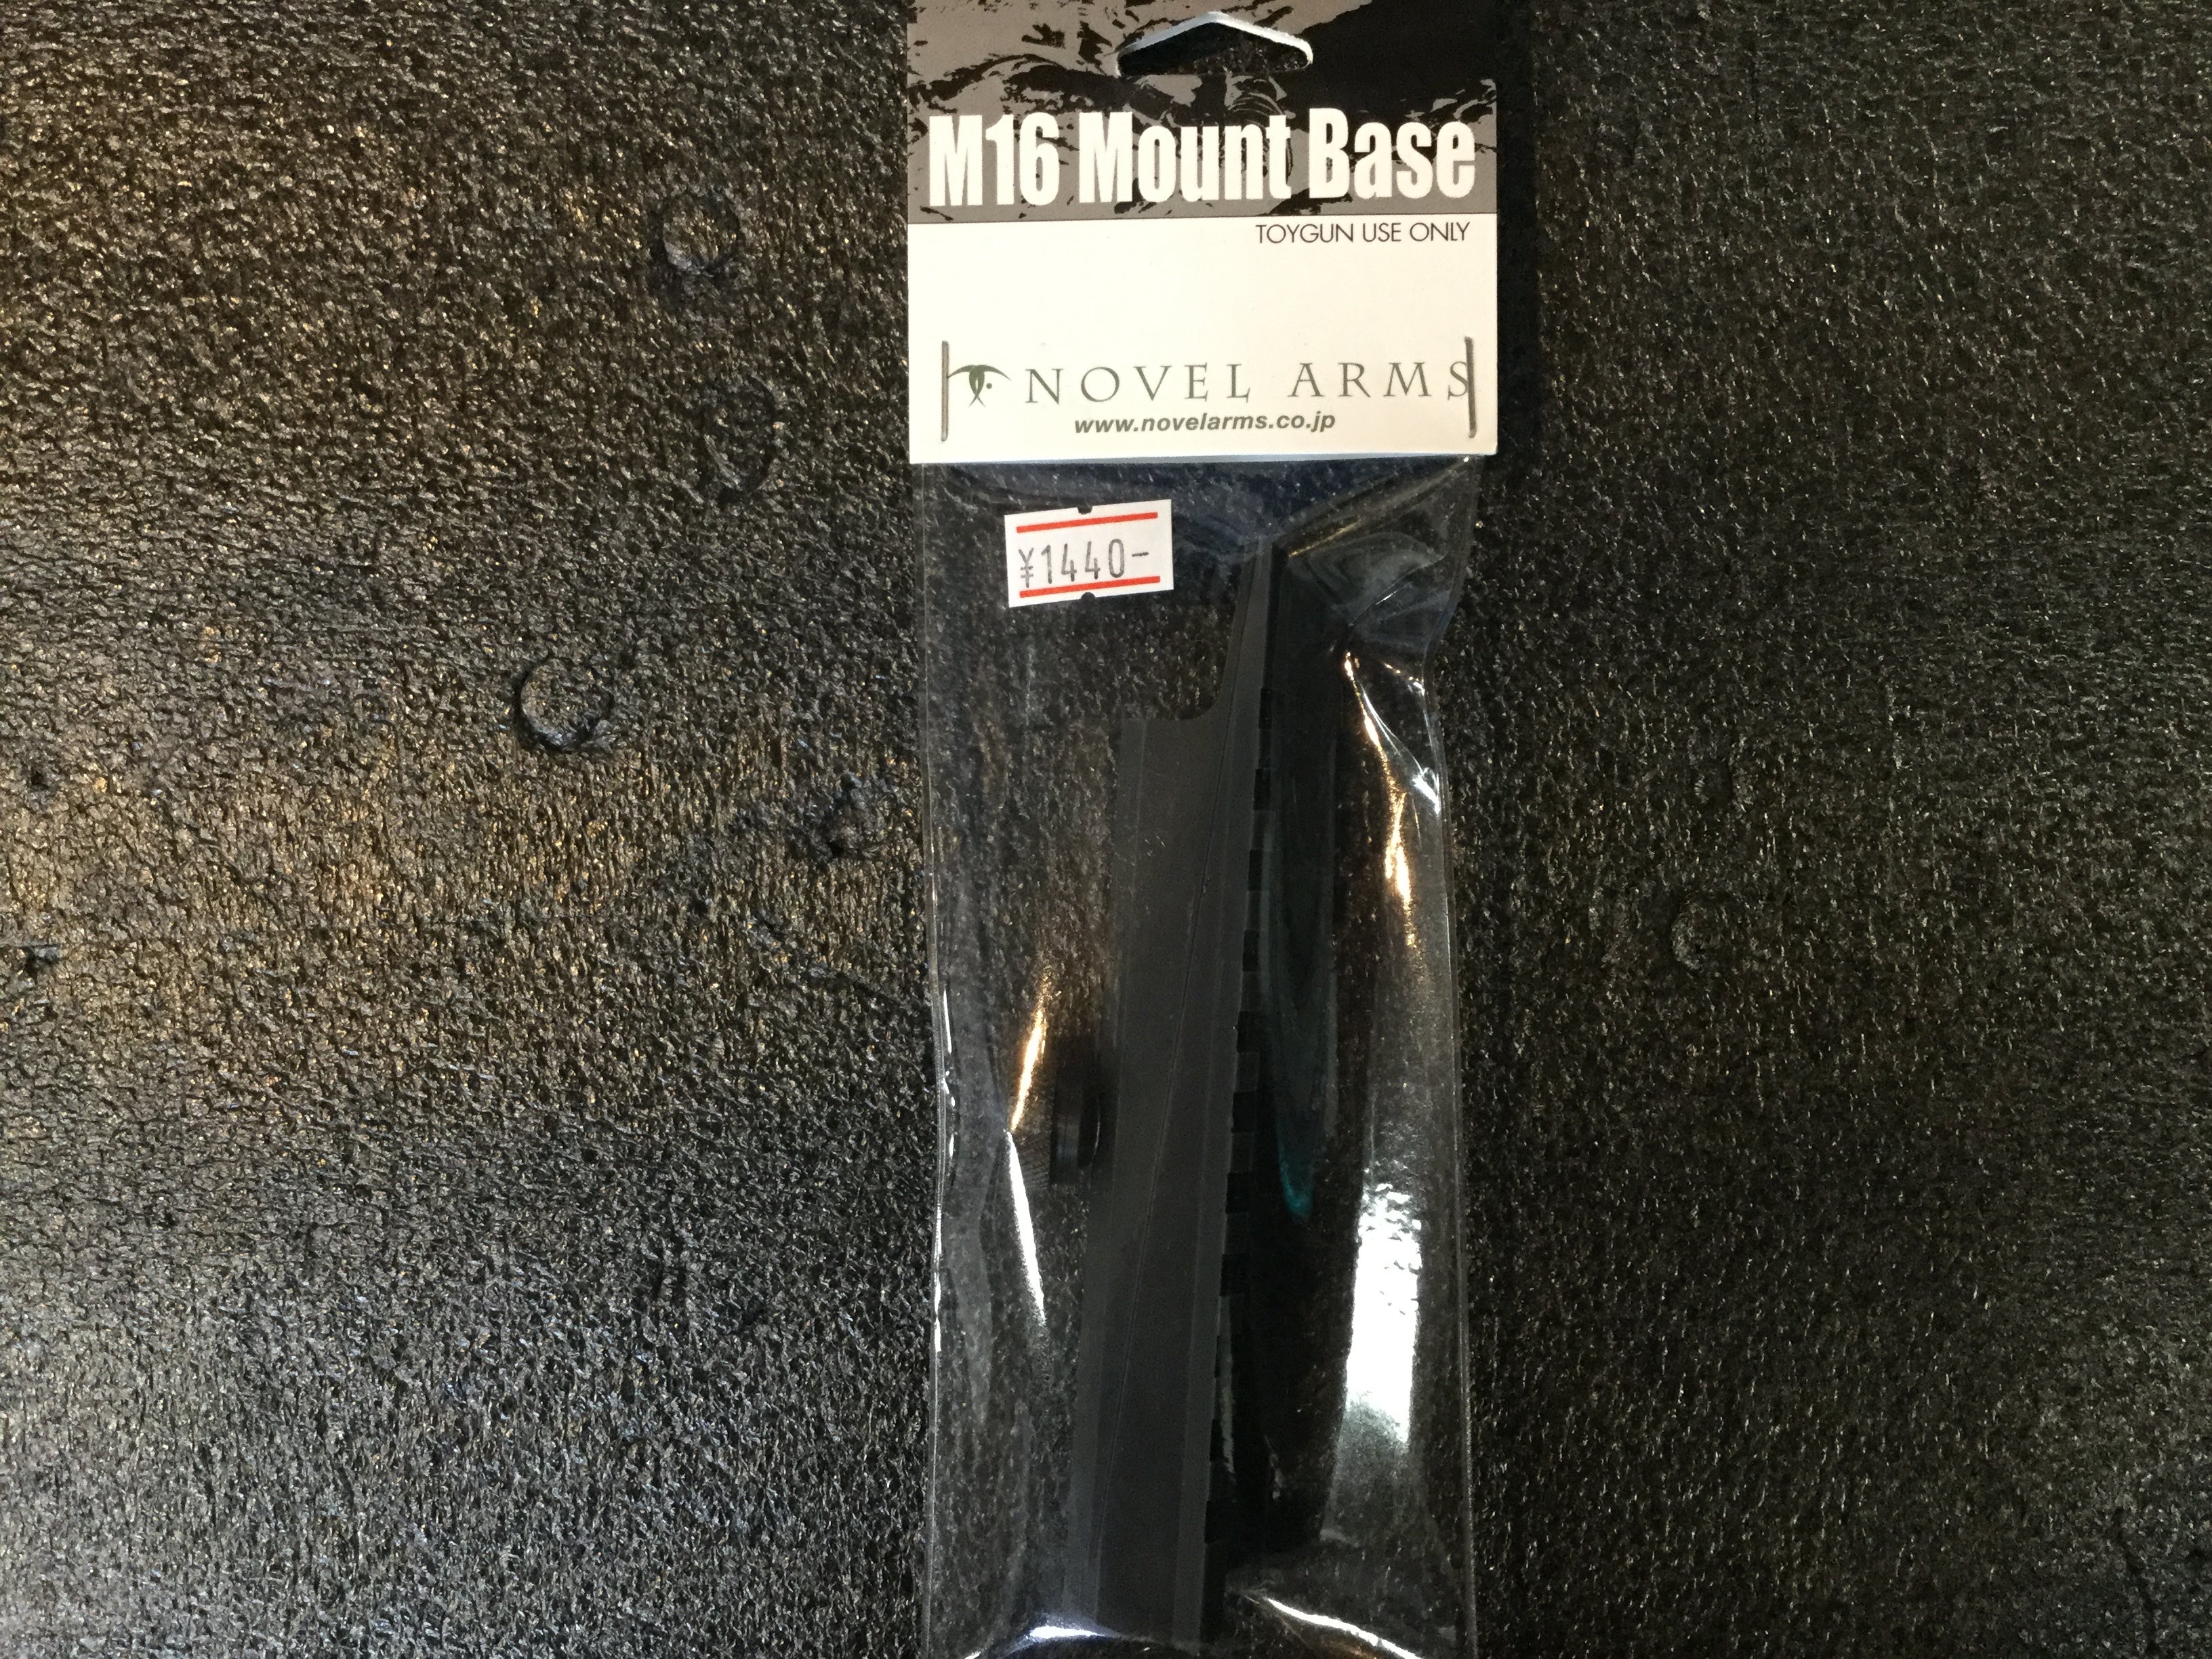 M16 Mount Base
TOYGUN USE ONLY
NOVEL ARMS
www.novelarms.co.jp
¥1440-